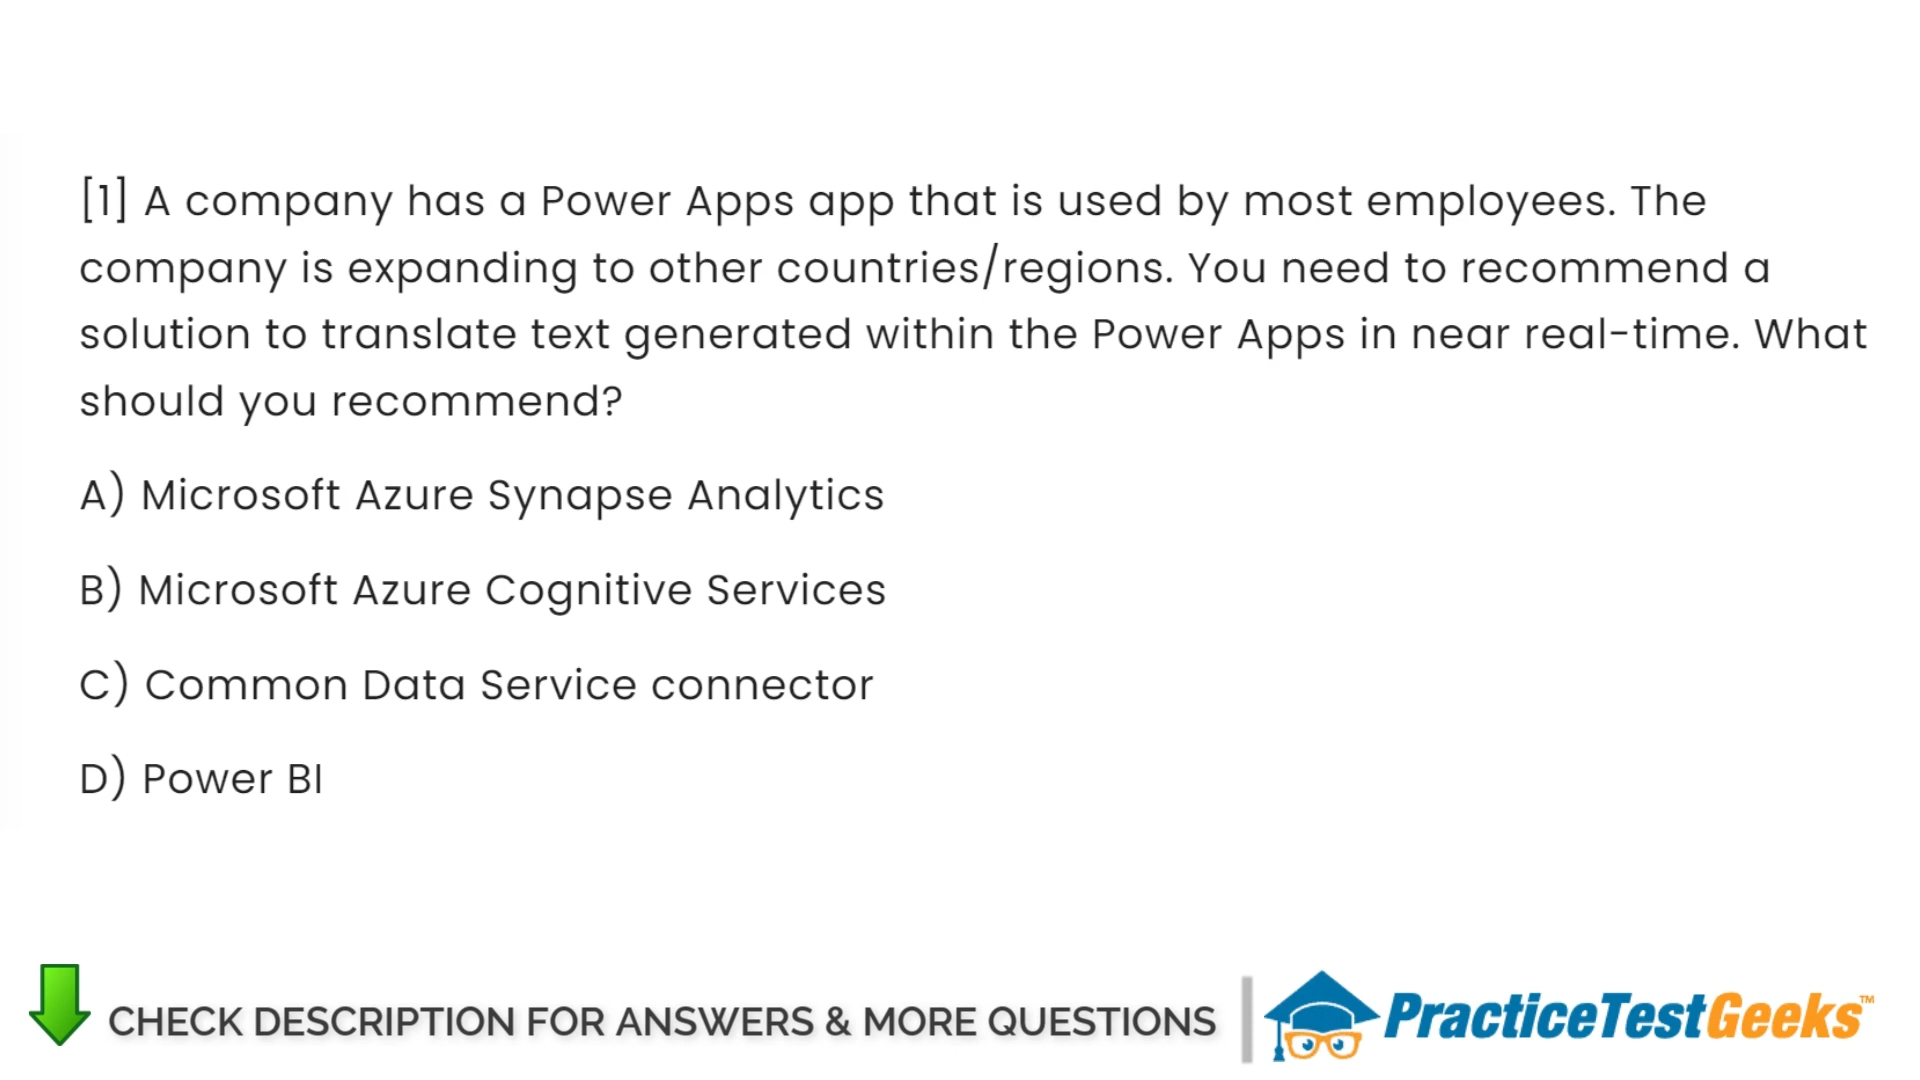 [1] A company has a Power Apps app that is used by most employees. The
company is expanding to other countries/regions. You need to recommend a
solution to translate text generated within the Power Apps in near real-time. What
should you recommend?
A) Microsoft Azure Synapse Analytics
B) Microsoft Azure Cognitive Services
C) Common Data Service connector
D) Power BI
CHECK DESCRIPTION FOR ANSWERS & MORE QUESTIONS
PracticeTestGeeks™